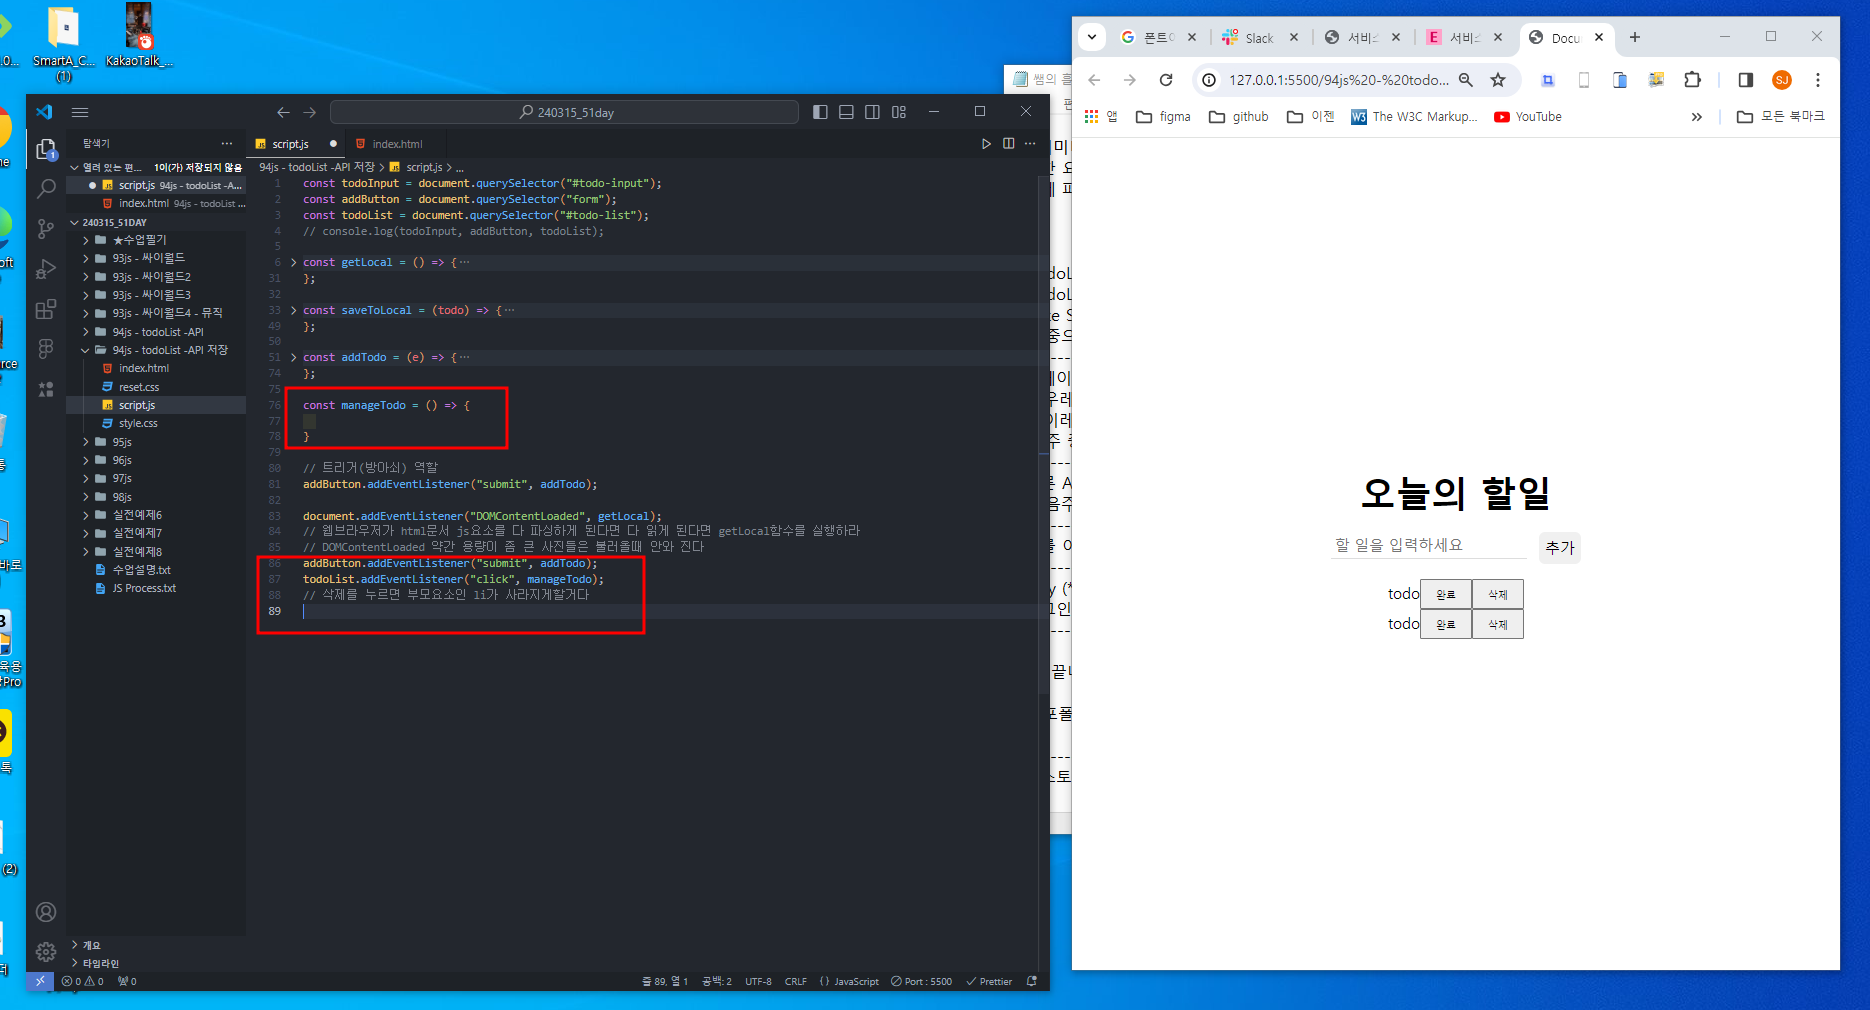 SmartA_C...
(1)
KakaoTalk_...
240315_51day
탐색기
열려 있는 편...
1이(가) 저장되지 않음
script.js 94js - todoList -A...
index.html 94js - todoList ...
240315_51DAY
★수업필기
93js - 싸이월드
93js - 싸이월드2
93js - 싸이월드3
93js - 싸이월드4 - 뮤직
94js - todoList -API
94js - todoList -API 저장
index.html
reset.css
script.js
style.css
95js
96js
97js
98js
실전예제6
실전예제7
실전예제8
수업설명.txt
JS Process.txt
개요
타임라인
script.js
index.html
94js - todoList -API 저장 > script.js > ...
1 const todoInput = document.querySelector("#todo-input");
2 const addButton = document.querySelector("form");
3 const todoList = document.querySelector("#todo-list");
4 // console.log(todoInput, addButton, todoList);
5
6 const getLocal = () => {···
31 };
32
33 const saveToLocal = (todo) => {···
49 };
50
51 const addTodo = (e) => {···
74 };
75
76 const manageTodo = () => {
77
78 }
79
80 // 트리거(방아쇠) 역할
81 addButton.addEventListener("submit", addTodo);
82
83 document.addEventListener("DOMContentLoaded", getLocal);
84 // 웹브라우저가 html문서 js요소를 다 파싱하게 된다면 다 읽게 된다면 getLocal함수를 실행하라
85 // DOMContentLoaded 약간 용량이 좀 큰 사진들은 불러올때 안와 진다
86 addButton.addEventListener("submit", addTodo);
87 todoList.addEventListener("click", manageTodo);
88 // 삭제를 누르면 부모요소인 li가 사라지게할거다
89
0 0 0
줄 89, 열 1
공백: 2
UTF-8
CRLF
{ } JavaScript
Port : 5500
Prettier
Slack
서비스
서비스
Docu
127.0.0.1:5500/94js%20-%20todo...
SJ
앱
figma
github
이젠
The W3C Markup...
YouTube
모든 북마크
오늘의 할일
할 일을 입력하세요
추가
todo 완료 삭제
todo 완료 삭제
(2)